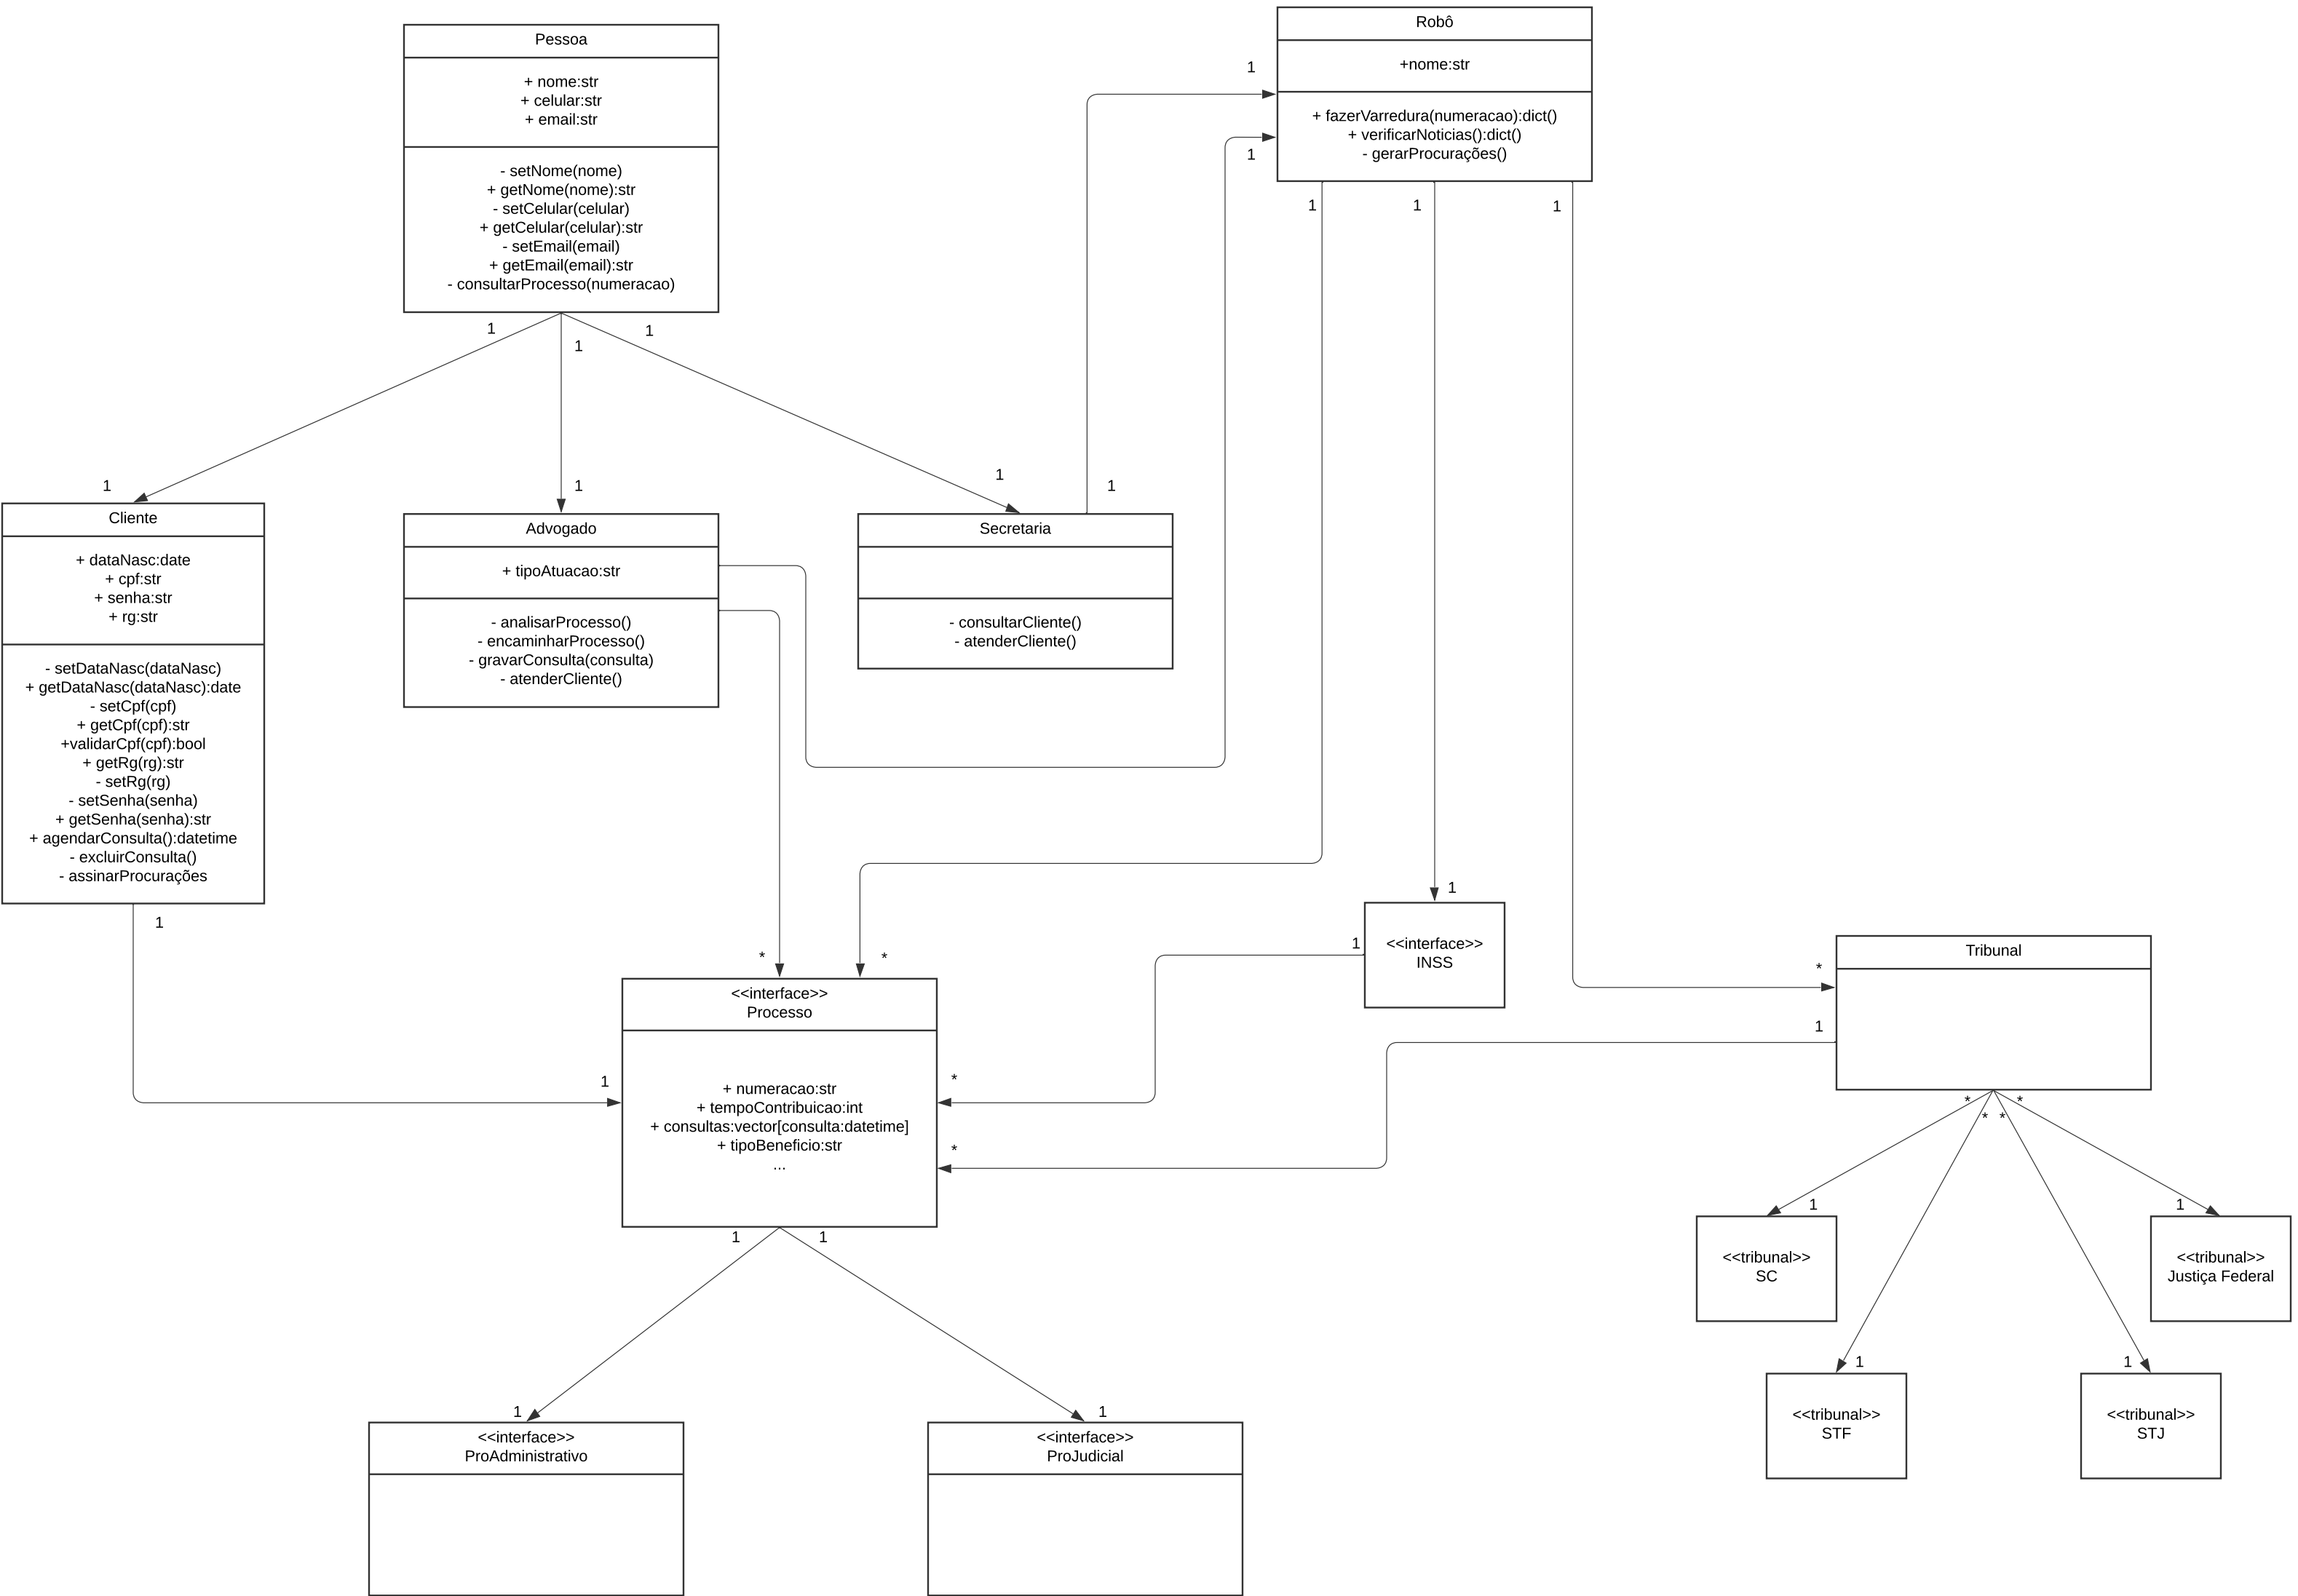 Pessoa
+ nome:str
+ celular:str
+ email:str
- setNome(nome)
+ getNome(nome):str
- setCelular(celular)
+ getCelular(celular):str
- setEmail(email)
+ getEmail(email):str
- consultarProcesso(numeracao)
1
1
1
Robô
+nome:str
+ fazerVarredura(numeracao):dict()
+ verificarNoticias():dict()
- gerarProcurações()
1
1
1
1
1
1
1
1
1
Cliente
+ dataNasc:date
+ cpf:str
+ senha:str
+ rg:str
- setDataNasc(dataNasc)
+ getDataNasc(dataNasc):date
- setCpf(cpf)
+ getCpf(cpf):str
+validarCpf(cpf):bool
+ getRg(rg):str
- setRg(rg)
- setSenha(senha)
+ getSenha(senha):str
+ agendarConsulta():datetime
- excluirConsulta()
- assinarProcurações
1
Advogado
+ tipoAtuacao:str
- analisarProcesso()
- encaminharProcesso()
- gravarConsulta(consulta)
- atenderCliente()
Secretaria
- consultarCliente()
- atenderCliente()
1
<<interface>>
INSS
1
*
*
<<interface>>
Processo
+ numeracao:str
+ tempoContribuicao:int
+ consultas:vector[consulta:datetime]
+ tipoBeneficio:str
...
1
*
*
1
1
Tribunal
*
1
*
*
*
*
1
<<tribunal>>
SC
1
<<tribunal>>
Justiça Federal
1
<<tribunal>>
STF
1
<<tribunal>>
STJ
1
<<interface>>
ProAdministrativo
1
<<interface>>
ProJudicial